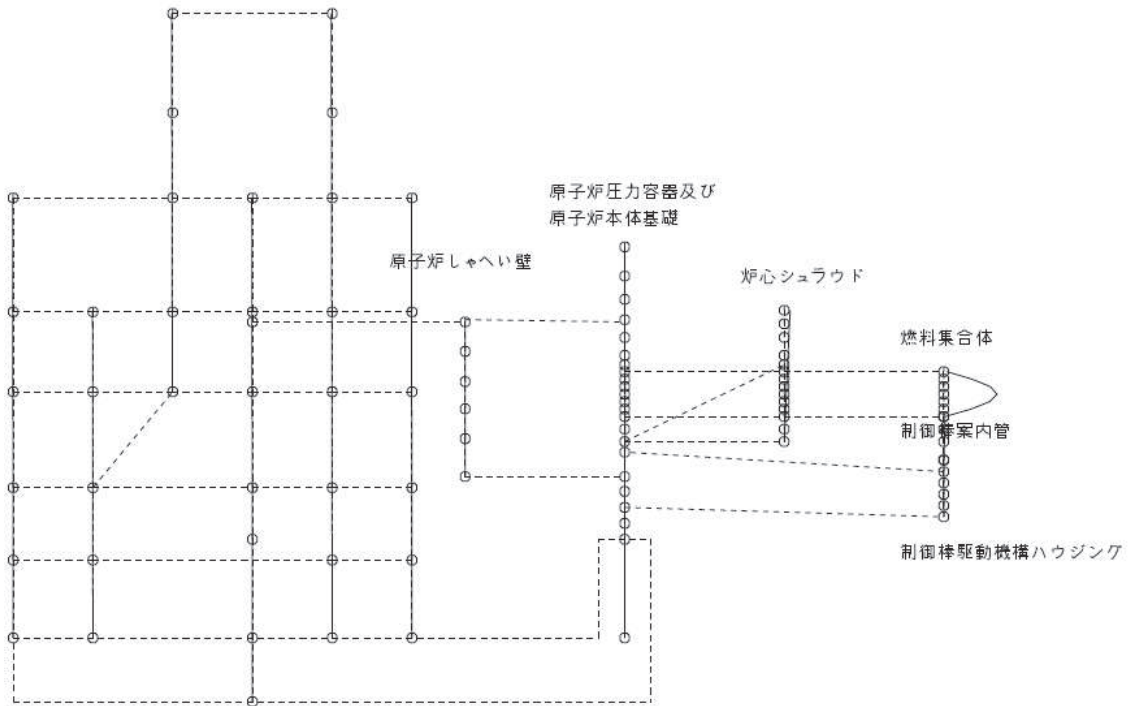 原子炉圧力容器及び
原子炉本体基礎
原子炉しゃへい壁
炉心シュラウド
燃料集合体
制御棒案内管
制御棒駆動機構ハウジング